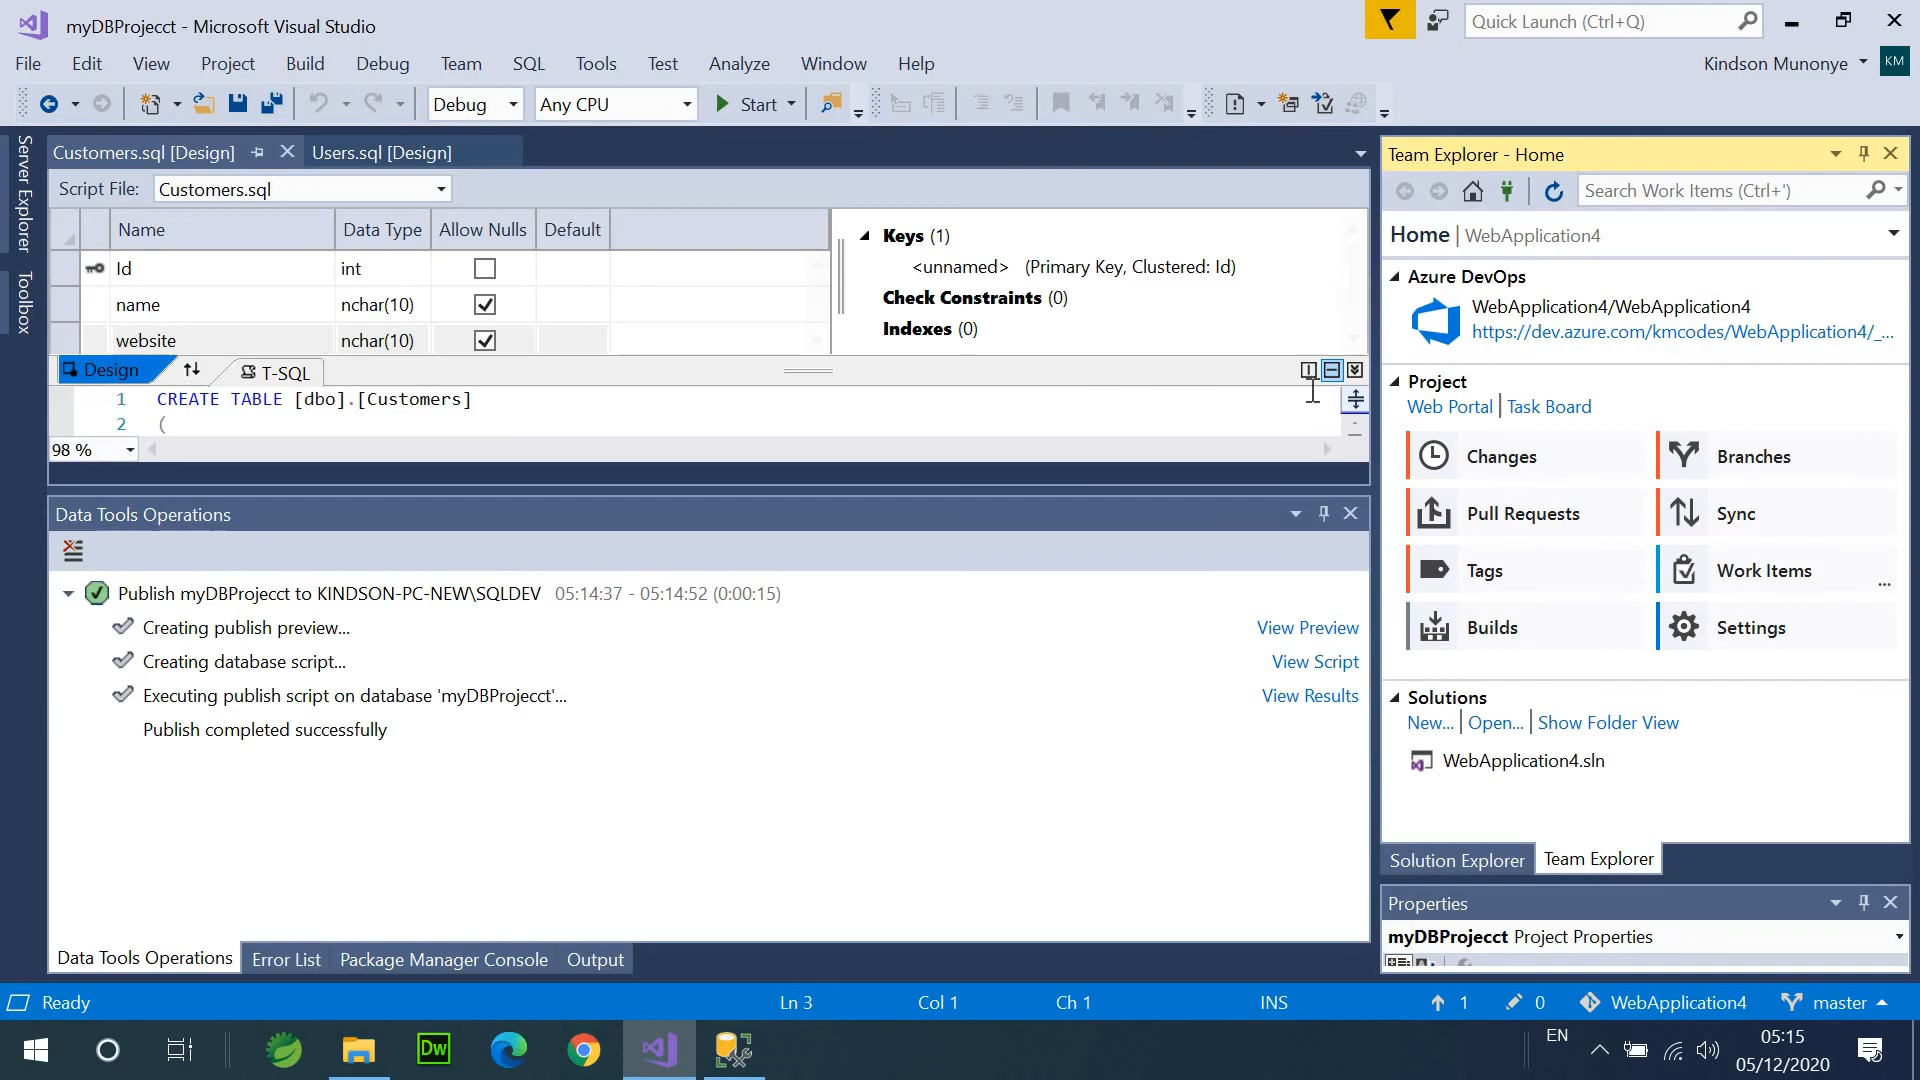 myDBProjecct - Microsoft Visual Studio
Quick Launch (Ctrl+Q)
File Edit View Project Build Debug Team SQL Tools Test Analyze Window Help
Kindson Munonye KM
Debug Any CPU Start
Server Explorer
Toolbox
Customers.sql [Design] Users.sql [Design]
Script File: Customers.sql
Name Data Type Allow Nulls Default
Id int
name nchar(10)
website nchar(10)
Keys (1)
<unnamed> (Primary Key, Clustered: Id)
Check Constraints (0)
Indexes (0)
Design T-SQL
1 CREATE TABLE [dbo].[Customers]
2 (
98 %
Data Tools Operations
Publish myDBProjecct to KINDSON-PC-NEW\SQLDEV 05:14:37 - 05:14:52 (0:00:15)
Creating publish preview... View Preview
Creating database script... View Script
Executing publish script on database 'myDBProjecct'... View Results
Publish completed successfully
Data Tools Operations Error List Package Manager Console Output
Team Explorer - Home
Search Work Items (Ctrl+')
Home | WebApplication4
Azure DevOps
WebApplication4/WebApplication4
https://dev.azure.com/kmcodes/WebApplication4/_...
Project
Web Portal | Task Board
Changes Branches
Pull Requests Sync
Tags Work Items ...
Builds Settings
Solutions
New... | Open... | Show Folder View
WebApplication4.sln
Solution Explorer Team Explorer
Properties
myDBProjecct Project Properties
Ready Ln 3 Col 1 Ch 1 INS 1 0 WebApplication4 master
Dw
EN
05:15
05/12/2020